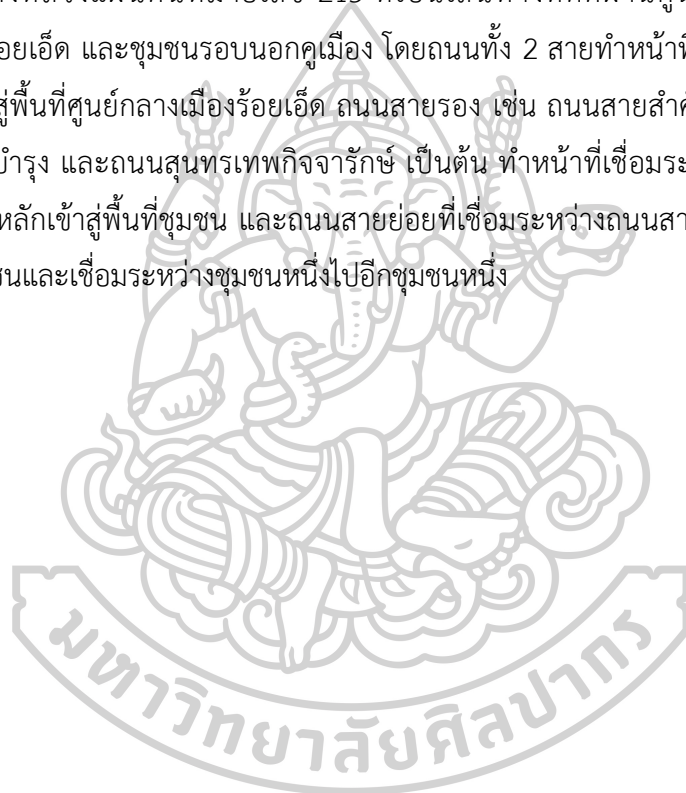 215
ร้อยเอ็ด และชุมชนรอบนอกคูเมือง โดยถนนทั้ง 2 สายทำหน้าที่
สู่พื้นที่ศูนย์กลางเมืองร้อยเอ็ด ถนนสายรอง เช่น ถนนสาย
บำรุง และถนนสุนทรเทพกิจจารักษ์ เป็นต้น ทำหน้าที่เชื่อม
หลักเข้าสู่พื้นที่ชุมชน และถนนสายย่อยที่เชื่อมระหว่างถนน
และเชื่อมระหว่างชุมชนหนึ่งไปอีกชุมชนหนึ่ง
มหาวิทยาลัยศิลปากร